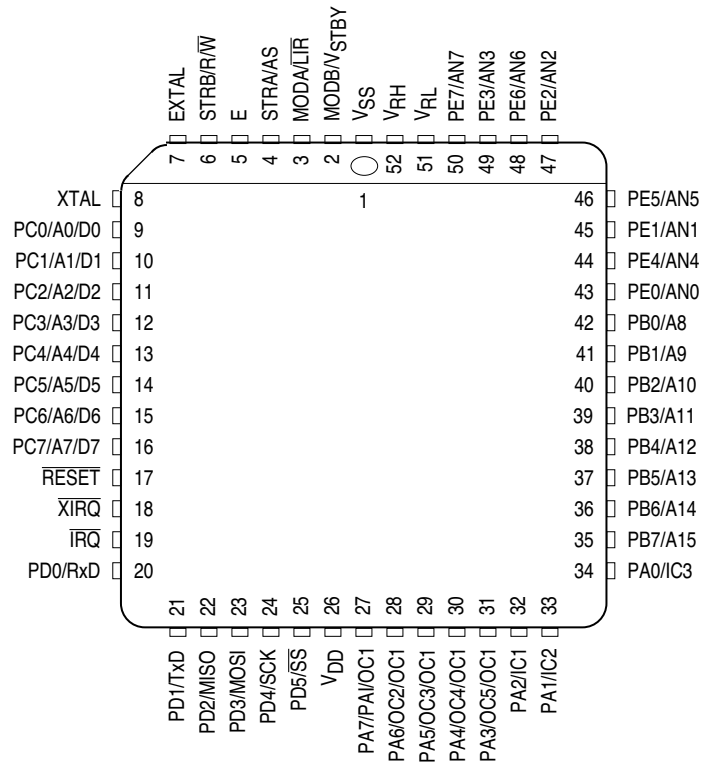 EXTAL
STRB/R/W̅
E
STRA/AS
MODA/L̅I̅R̅
MODB/VSTBY
VSS
VRH
VRL
PE7/AN7
PE3/AN3
PE6/AN6
PE2/AN2
7
6
5
4
3
2
1
52
51
50
49
48
47
XTAL 8
PC0/A0/D0 9
PC1/A1/D1 10
PC2/A2/D2 11
PC3/A3/D3 12
PC4/A4/D4 13
PC5/A5/D5 14
PC6/A6/D6 15
PC7/A7/D7 16
R̅E̅S̅E̅T̅ 17
X̅I̅R̅Q̅ 18
I̅R̅Q̅ 19
PD0/RxD 20
46 PE5/AN5
45 PE1/AN1
44 PE4/AN4
43 PE0/AN0
42 PB0/A8
41 PB1/A9
40 PB2/A10
39 PB3/A11
38 PB4/A12
37 PB5/A13
36 PB6/A14
35 PB7/A15
34 PA0/IC3
21
22
23
24
25
26
27
28
29
30
31
32
33
PD1/TxD
PD2/MISO
PD3/MOSI
PD4/SCK
PD5/S̅S̅
VDD
PA7/PAI/OC1
PA6/OC2/OC1
PA5/OC3/OC1
PA4/OC4/OC1
PA3/OC5/OC1
PA2/IC1
PA1/IC2